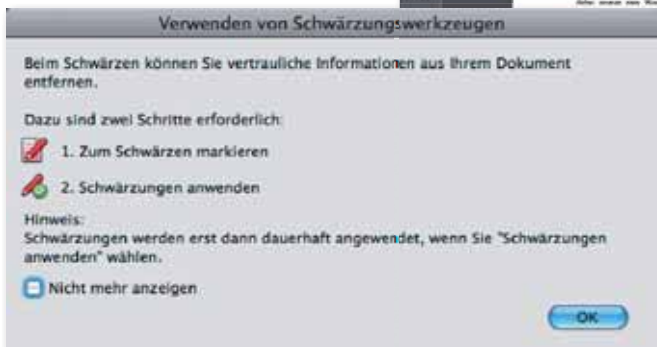 Verwenden von Schwärzungswerkzeugen
Beim Schwärzen können Sie vertrauliche Informationen aus Ihrem Dokument
entfernen.
Dazu sind zwei Schritte erforderlich:
1. Zum Schwärzen markieren
2. Schwärzungen anwenden
Hinweis:
Schwärzungen werden erst dann dauerhaft angewendet, wenn Sie "Schwärzungen
anwenden" wählen.
Nicht mehr anzeigen
OK